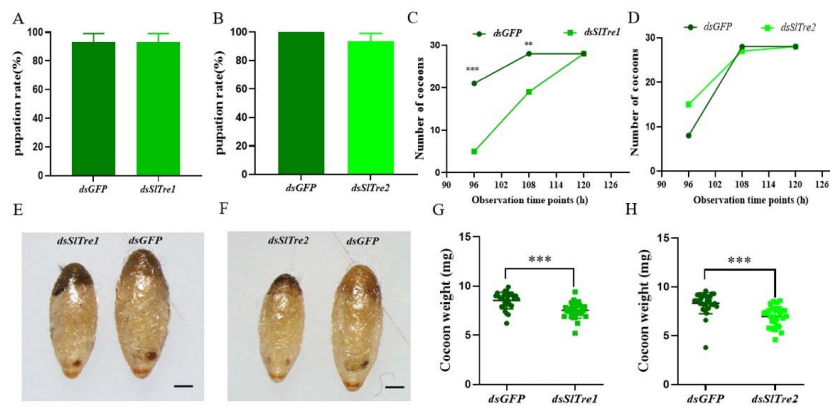 A
B
C
D
pupation rate(%)
100
80
60
40
20
0
dsGFP
dsSlTre1
pupation rate(%)
100
80
60
40
20
0
dsGFP
dsSlTre2
dsGFP
dsSlTre1
Number of cocoons
30
20
10
0
***
**
90
96
102
108
114
120
126
Observation time points (h)
dsGFP
dsSlTre2
Number of cocoons
30
20
10
0
90
96
102
108
114
120
126
Observation time points (h)
E
F
G
H
dsSlTre1
dsGFP
dsSlTre2
dsGFP
Cocoon weight (mg)
15
10
5
0
***
dsGFP
dsSlTre1
Cocoon weight (mg)
15
10
5
0
***
dsGFP
dsSlTre2